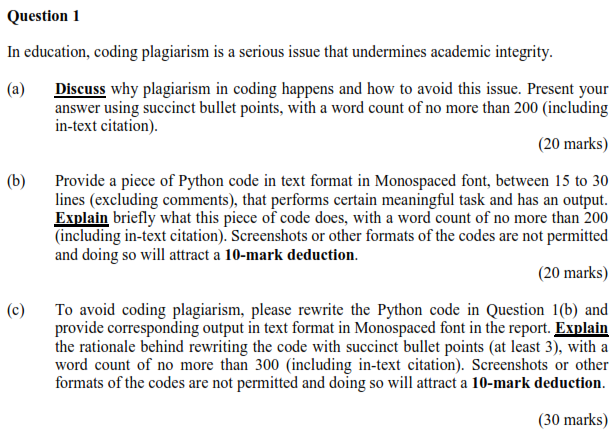 Question 1
In education, coding plagiarism is a serious issue that undermines academic integrity.
(a) Discuss why plagiarism in coding happens and how to avoid this issue. Present your
answer using succinct bullet points, with a word count of no more than 200 (including
in-text citation).
(20 marks)
(b) Provide a piece of Python code in text format in Monospaced font, between 15 to 30
lines (excluding comments), that performs certain meaningful task and has an output.
Explain briefly what this piece of code does, with a word count of no more than 200
(including in-text citation). Screenshots or other formats of the codes are not permitted
and doing so will attract a 10-mark deduction.
(20 marks)
(c) To avoid coding plagiarism, please rewrite the Python code in Question 1(b) and
provide corresponding output in text format in Monospaced font in the report. Explain
the rationale behind rewriting the code with succinct bullet points (at least 3), with a
word count of no more than 300 (including in-text citation). Screenshots or other
formats of the codes are not permitted and doing so will attract a 10-mark deduction.
(30 marks)